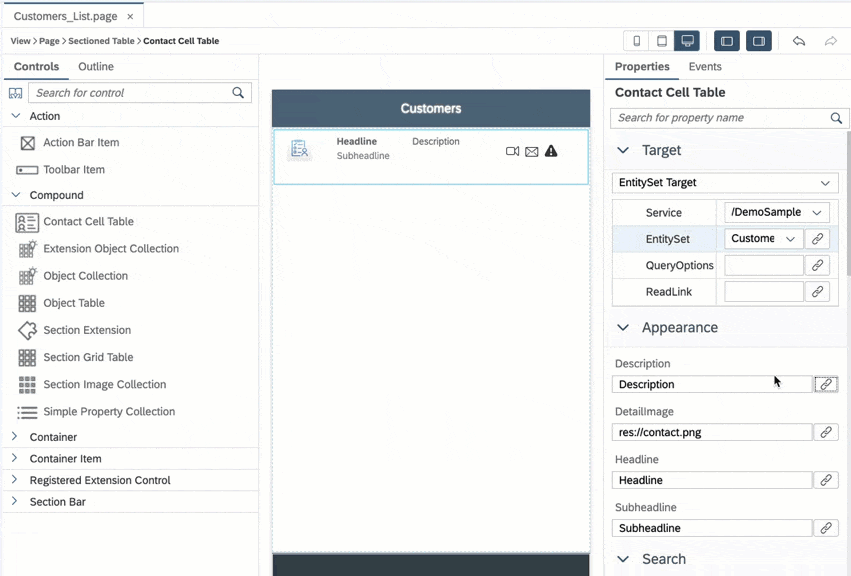 Customers_List.page ×
View > Page > Sectioned Table > Contact Cell Table
Controls Outline
Search for control
Action
Action Bar Item
Toolbar Item
Compound
Contact Cell Table
Extension Object Collection
Object Collection
Object Table
Section Extension
Section Grid Table
Section Image Collection
Simple Property Collection
Container
Container Item
Registered Extension Control
Section Bar
Customers
Headline Description
Subheadline
Properties Events
Contact Cell Table
Search for property name
Target
EntitySet Target
Service /DemoSample
EntitySet Custome
QueryOptions
ReadLink
Appearance
Description
Description
DetailImage
res://contact.png
Headline
Headline
Subheadline
Subheadline
Search